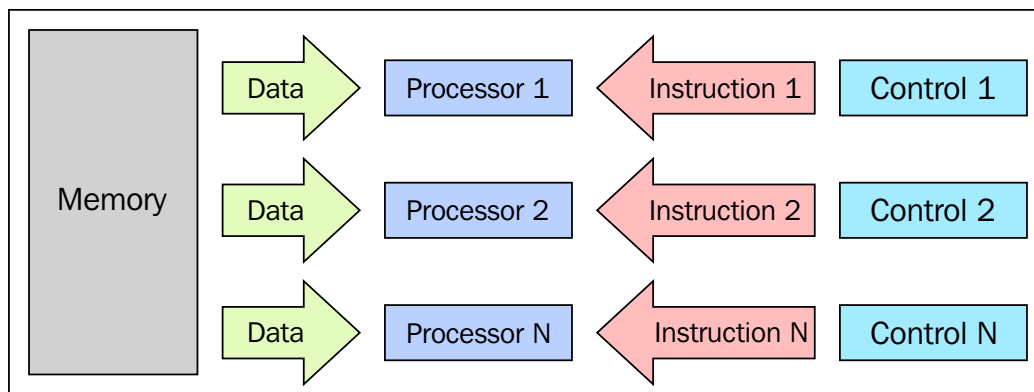 Memory
Data
Processor 1
Instruction 1
Control 1
Data
Processor 2
Instruction 2
Control 2
Data
Processor N
Instruction N
Control N